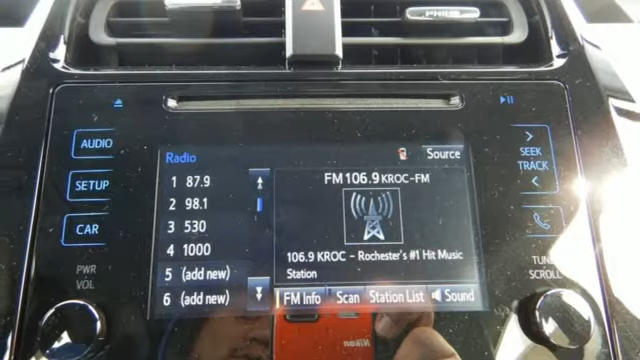 PHILIPS
AUDIO
SETUP
CAR
PWR
VOL
Radio
1 87.9
2 98.1
3 530
4 1000
5 (add new)
6 (add new)
Source
FM 106.9 KROC-FM
106.9 KROC - Rochester's #1 Hit Music
Station
FM Info
Scan
Station List
Sound
SEEK
TRACK
TUNE
SCROLL
Nikon